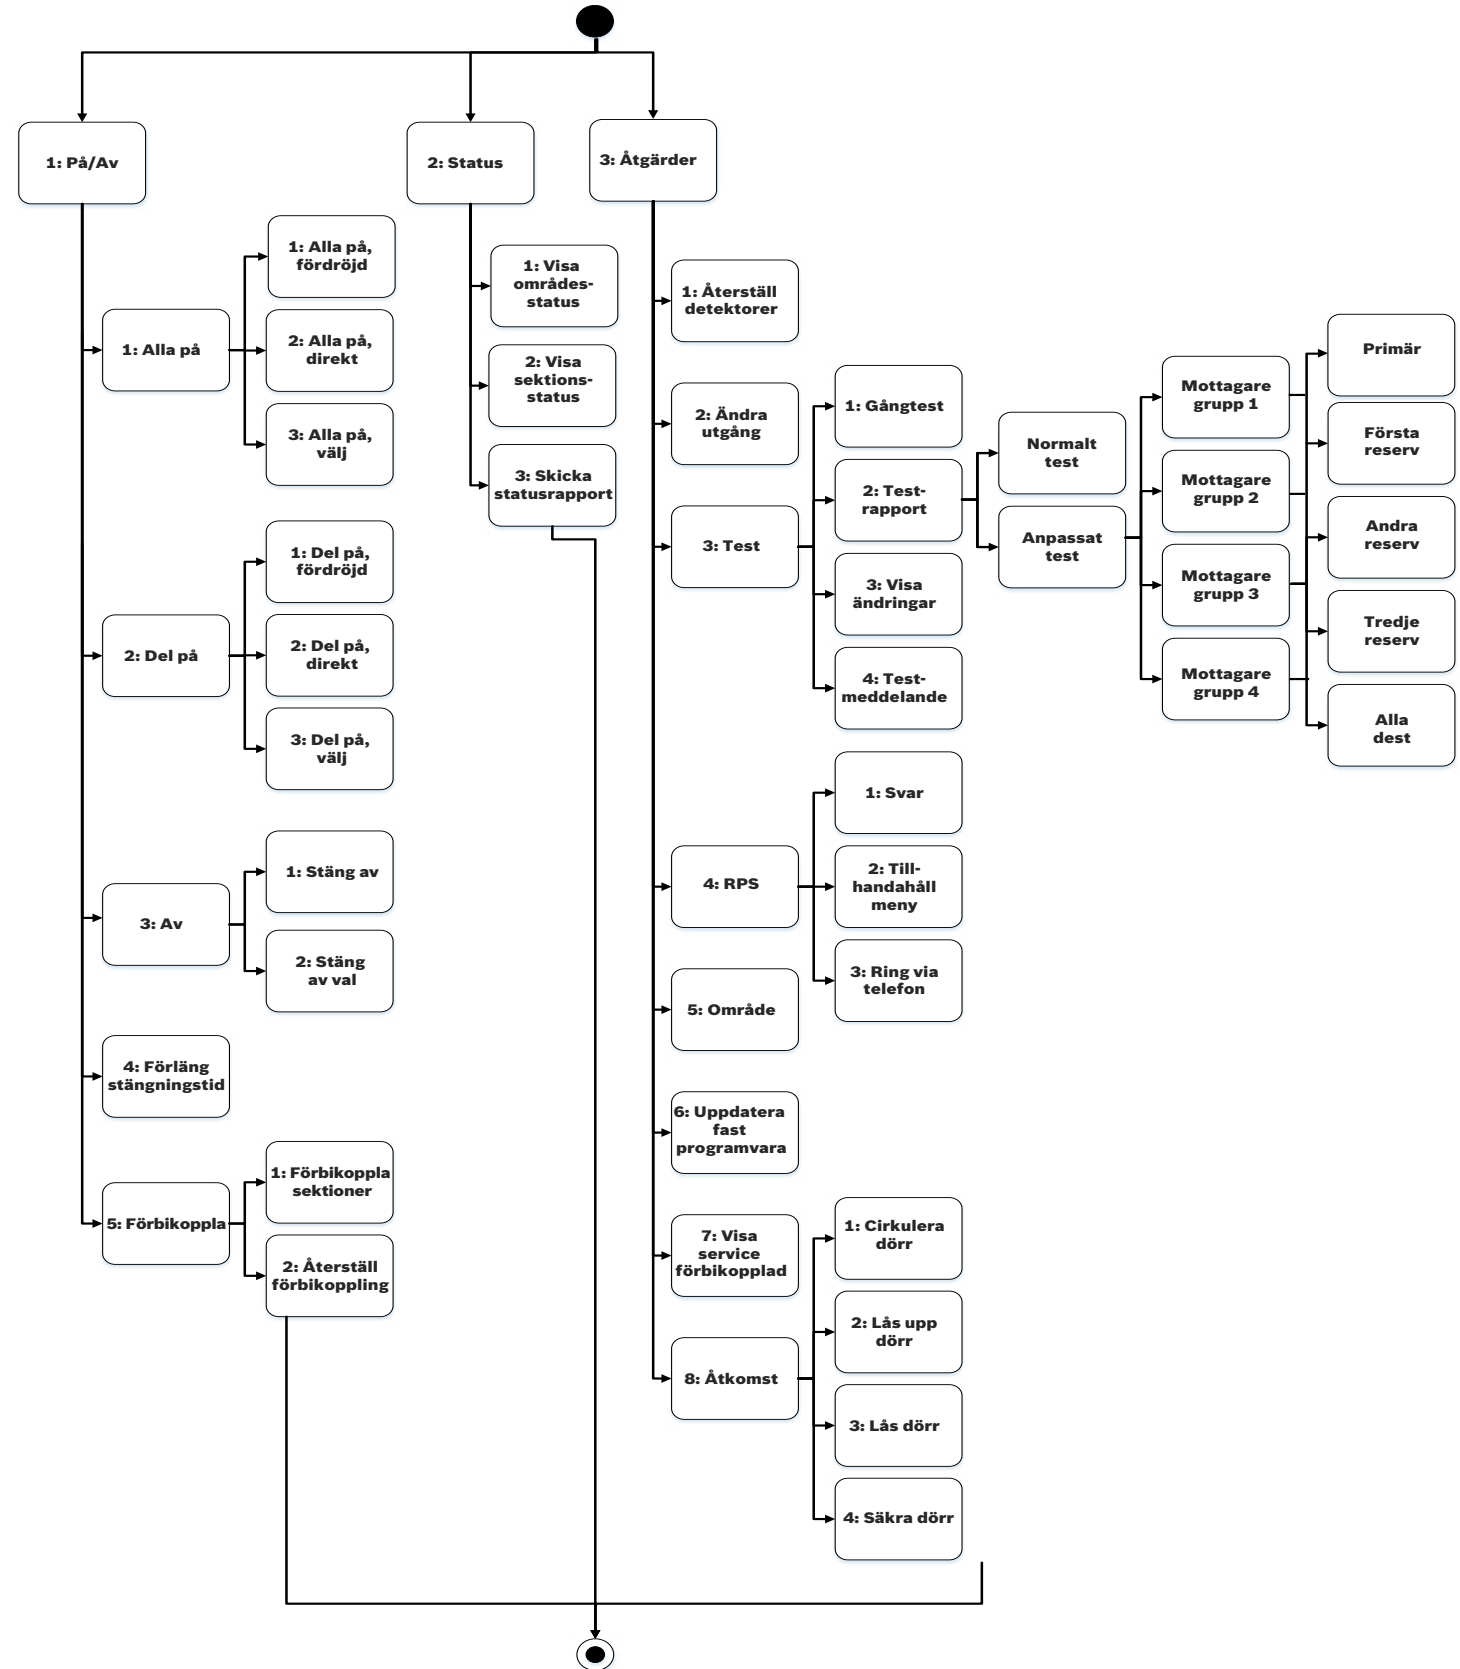 1: På/Av
2: Status
3: Åtgärder
1: Alla på
1: Alla på,
fördröjd
2: Alla på,
direkt
3: Alla på,
välj
2: Del på
1: Del på,
fördröjd
2: Del på,
direkt
3: Del på,
välj
3: Av
1: Stäng av
2: Stäng
av val
4: Förläng
stängningstid
5: Förbikoppla
1: Förbikoppla
sektioner
2: Återställ
förbikoppling
1: Visa
områdes-
status
2: Visa
sektions-
status
3: Skicka
statusrapport
1: Återställ
detektorer
2: Ändra
utgång
3: Test
1: Gångtest
2: Test-
rapport
3: Visa
ändringar
4: Test-
meddelande
Normalt
test
Anpassat
test
Mottagare
grupp 1
Mottagare
grupp 2
Mottagare
grupp 3
Mottagare
grupp 4
Primär
Första
reserv
Andra
reserv
Tredje
reserv
Alla
dest
4: RPS
1: Svar
2: Till-
handahåll
meny
3: Ring via
telefon
5: Område
6: Uppdatera
fast
programvara
7: Visa
service
förbikopplad
8: Åtkomst
1: Cirkulera
dörr
2: Lås upp
dörr
3: Lås dörr
4: Säkra dörr